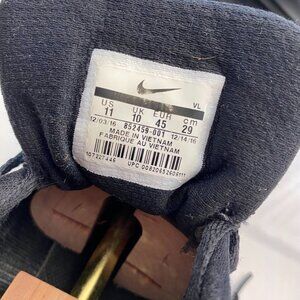 VL
US UK EUR cm
11 10 45 29
12/03/16 852459-001 12/14/16
MADE IN VIETNAM
FABRIQUÉ AU VIETNAM